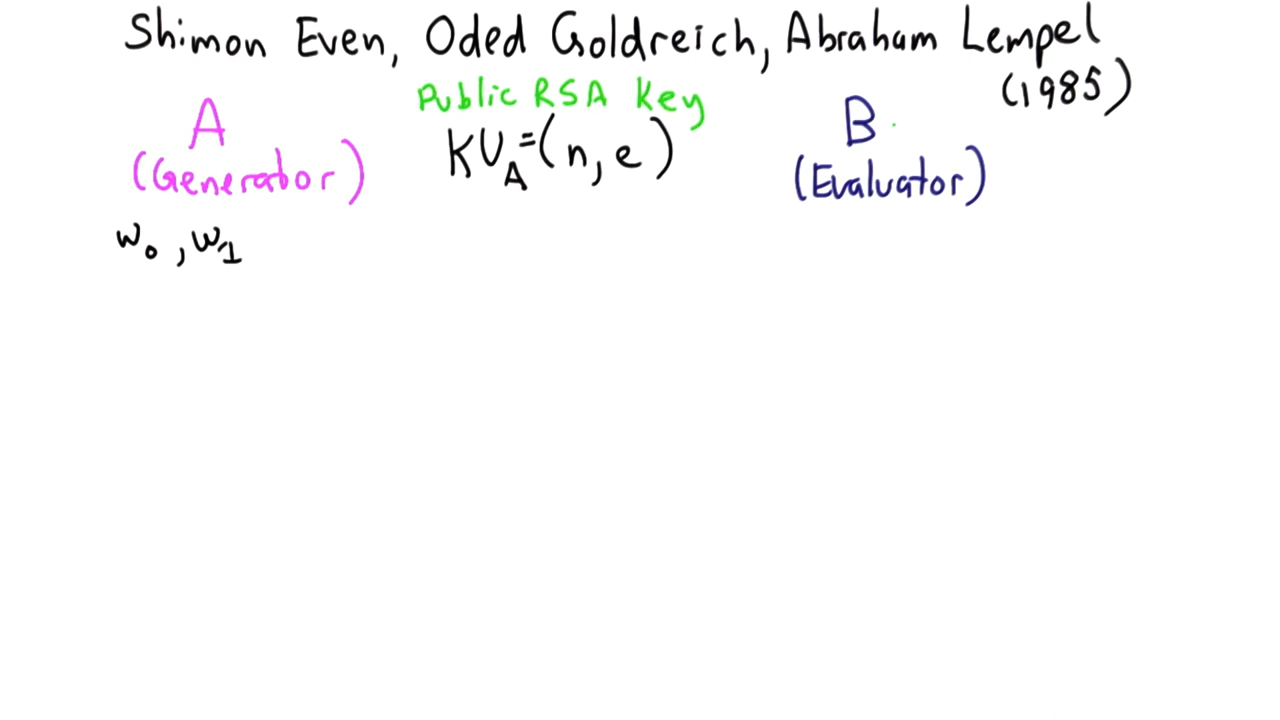 Shimon Even, Oded Goldreich, Abraham Lempel
(1985)
Public RSA Key
A
(Generator)
KU_A=(n, e)
B
(Evaluator)
w_0, w_1